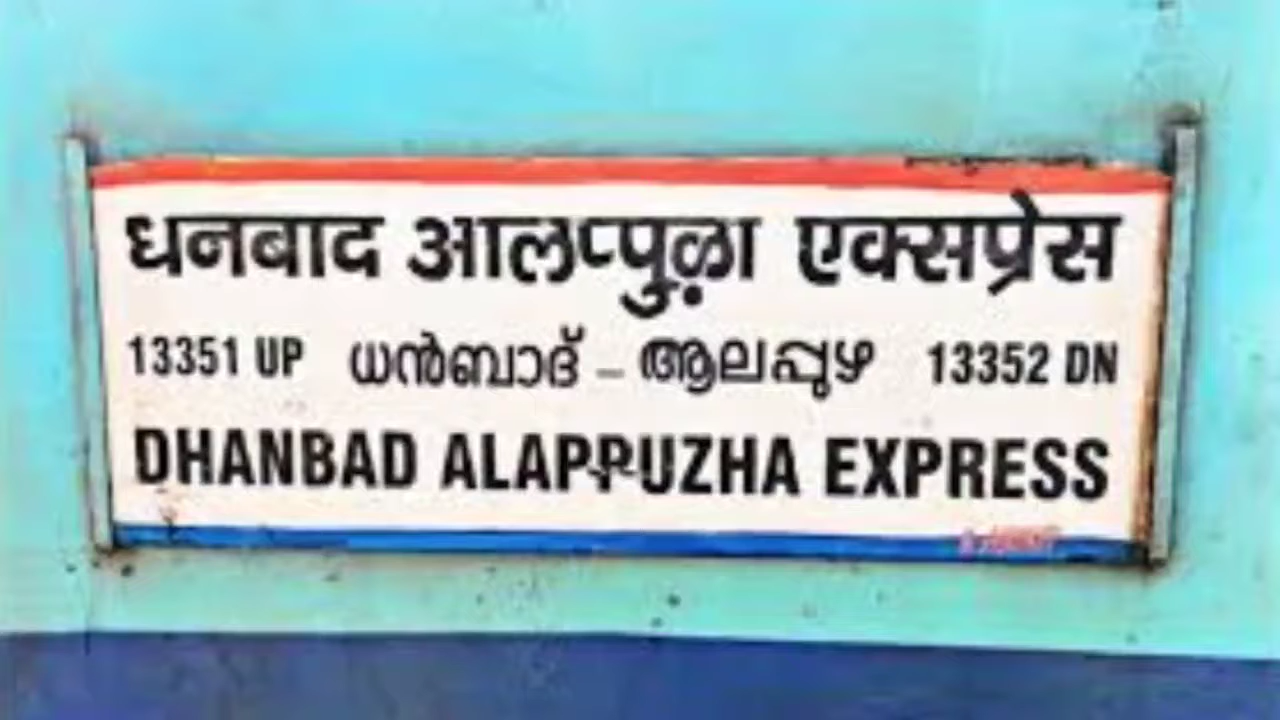 धनबाद आलप्पुऴा एक्सप्रेस
13351 UP ധൻബാദ് – ആലപ്പുഴ 13352 DN
DHANBAD ALAPPUZHA EXPRESS